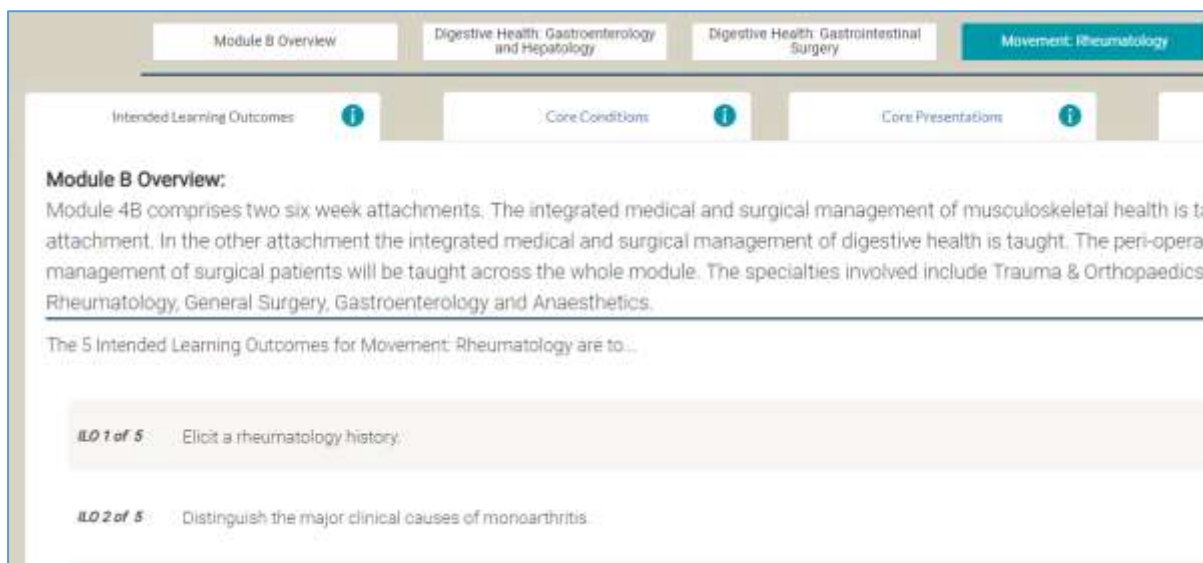 Module B Overview
Digestive Health: Gastroenterology
and Hepatology
Digestive Health: Gastrointestinal
Surgery
Movement: Rheumatology
Intended Learning Outcomes
Core Conditions
Core Presentations
Module B Overview:
Module 4B comprises two six week attachments. The integrated medical and surgical management of musculoskeletal health is
attachment. In the other attachment the integrated medical and surgical management of digestive health is taught. The
management of surgical patients will be taught across the whole module. The specialties involved include Trauma & Orthopaedics
Rheumatology, General Surgery, Gastroenterology and Anaesthetics.
The 5 Intended Learning Outcomes for Movement: Rheumatology are to...
ILO 1 of 5 Elicit a rheumatology history.
ILO 2 of 5 Distinguish the major clinical causes of monoarthritis.